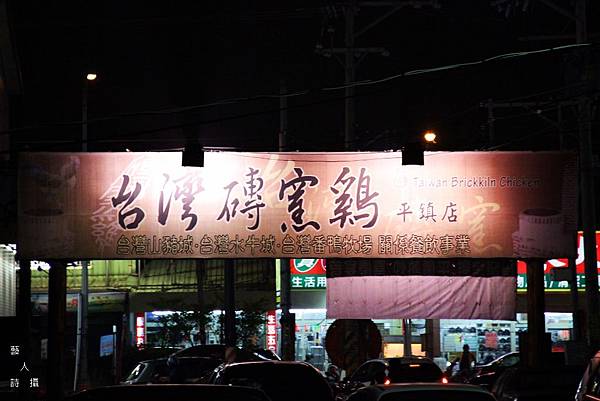 台灣磚窯雞
Taiwan Brickkiln Chicken
平鎮店
台灣山豬城·台灣水牛城·台灣番鴨牧場 關係餐飲事業
生活用
藝人
詩攝